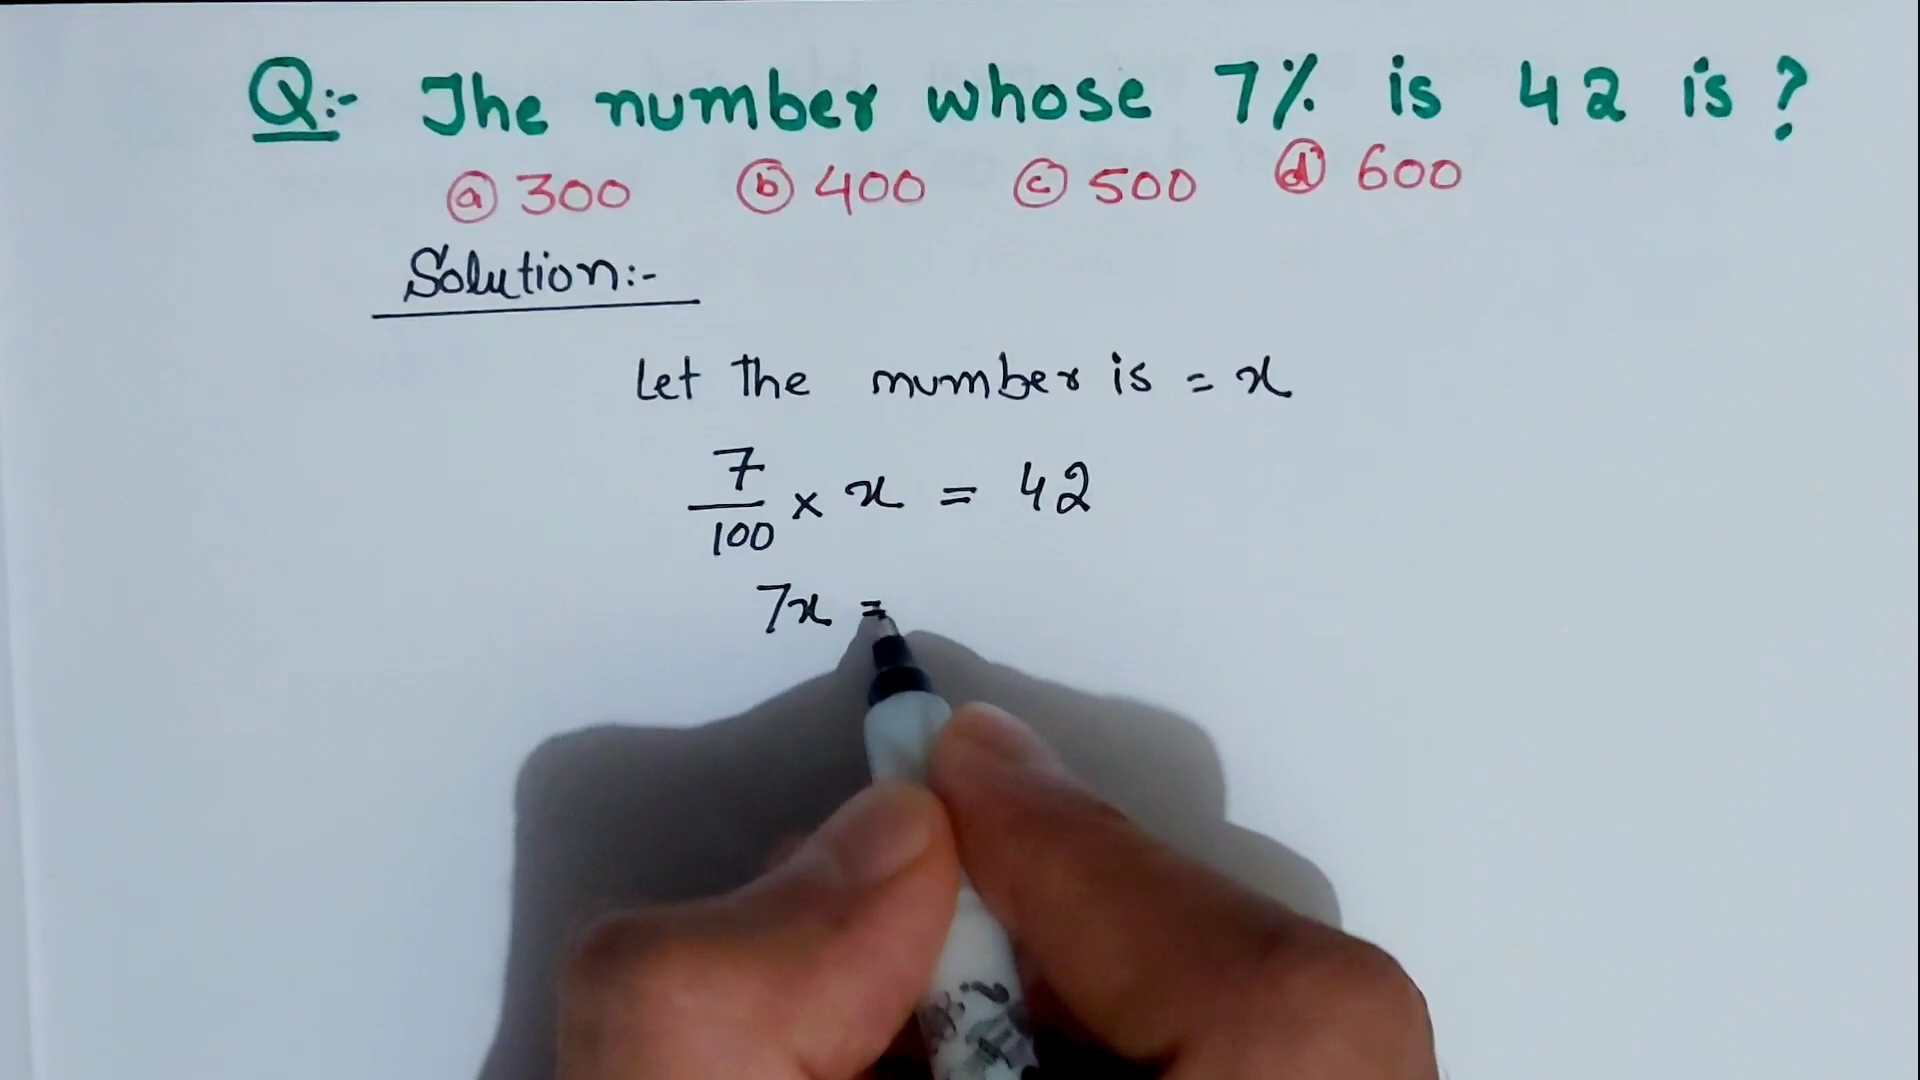 Q:- The number whose 7% is 42 is ?
ⓐ 300 ⓑ 400 ⓒ 500 ⓓ 600
Solution:-
Let the number is = x
7/100 × x = 42
7x =